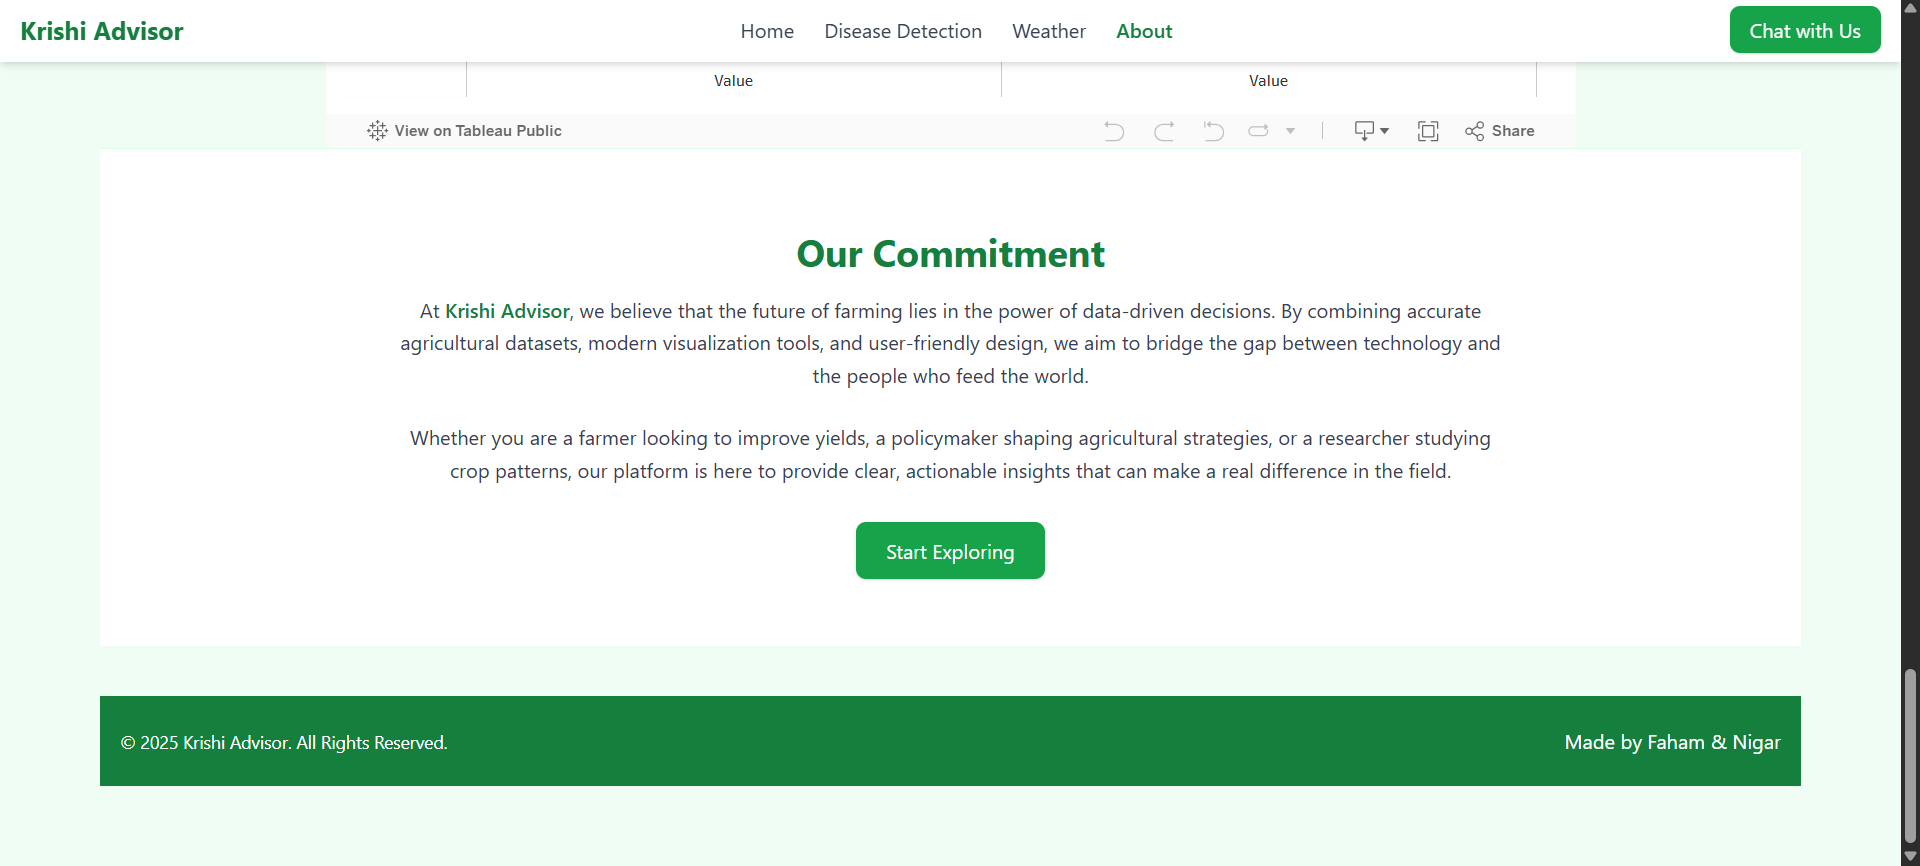 Krishi Advisor
Home Disease Detection Weather About
Chat with Us
Value Value
View on Tableau Public
Share
Our Commitment
At Krishi Advisor, we believe that the future of farming lies in the power of data-driven decisions. By combining accurate
agricultural datasets, modern visualization tools, and user-friendly design, we aim to bridge the gap between technology and
the people who feed the world.
Whether you are a farmer looking to improve yields, a policymaker shaping agricultural strategies, or a researcher studying
crop patterns, our platform is here to provide clear, actionable insights that can make a real difference in the field.
Start Exploring
© 2025 Krishi Advisor. All Rights Reserved.
Made by Faham & Nigar